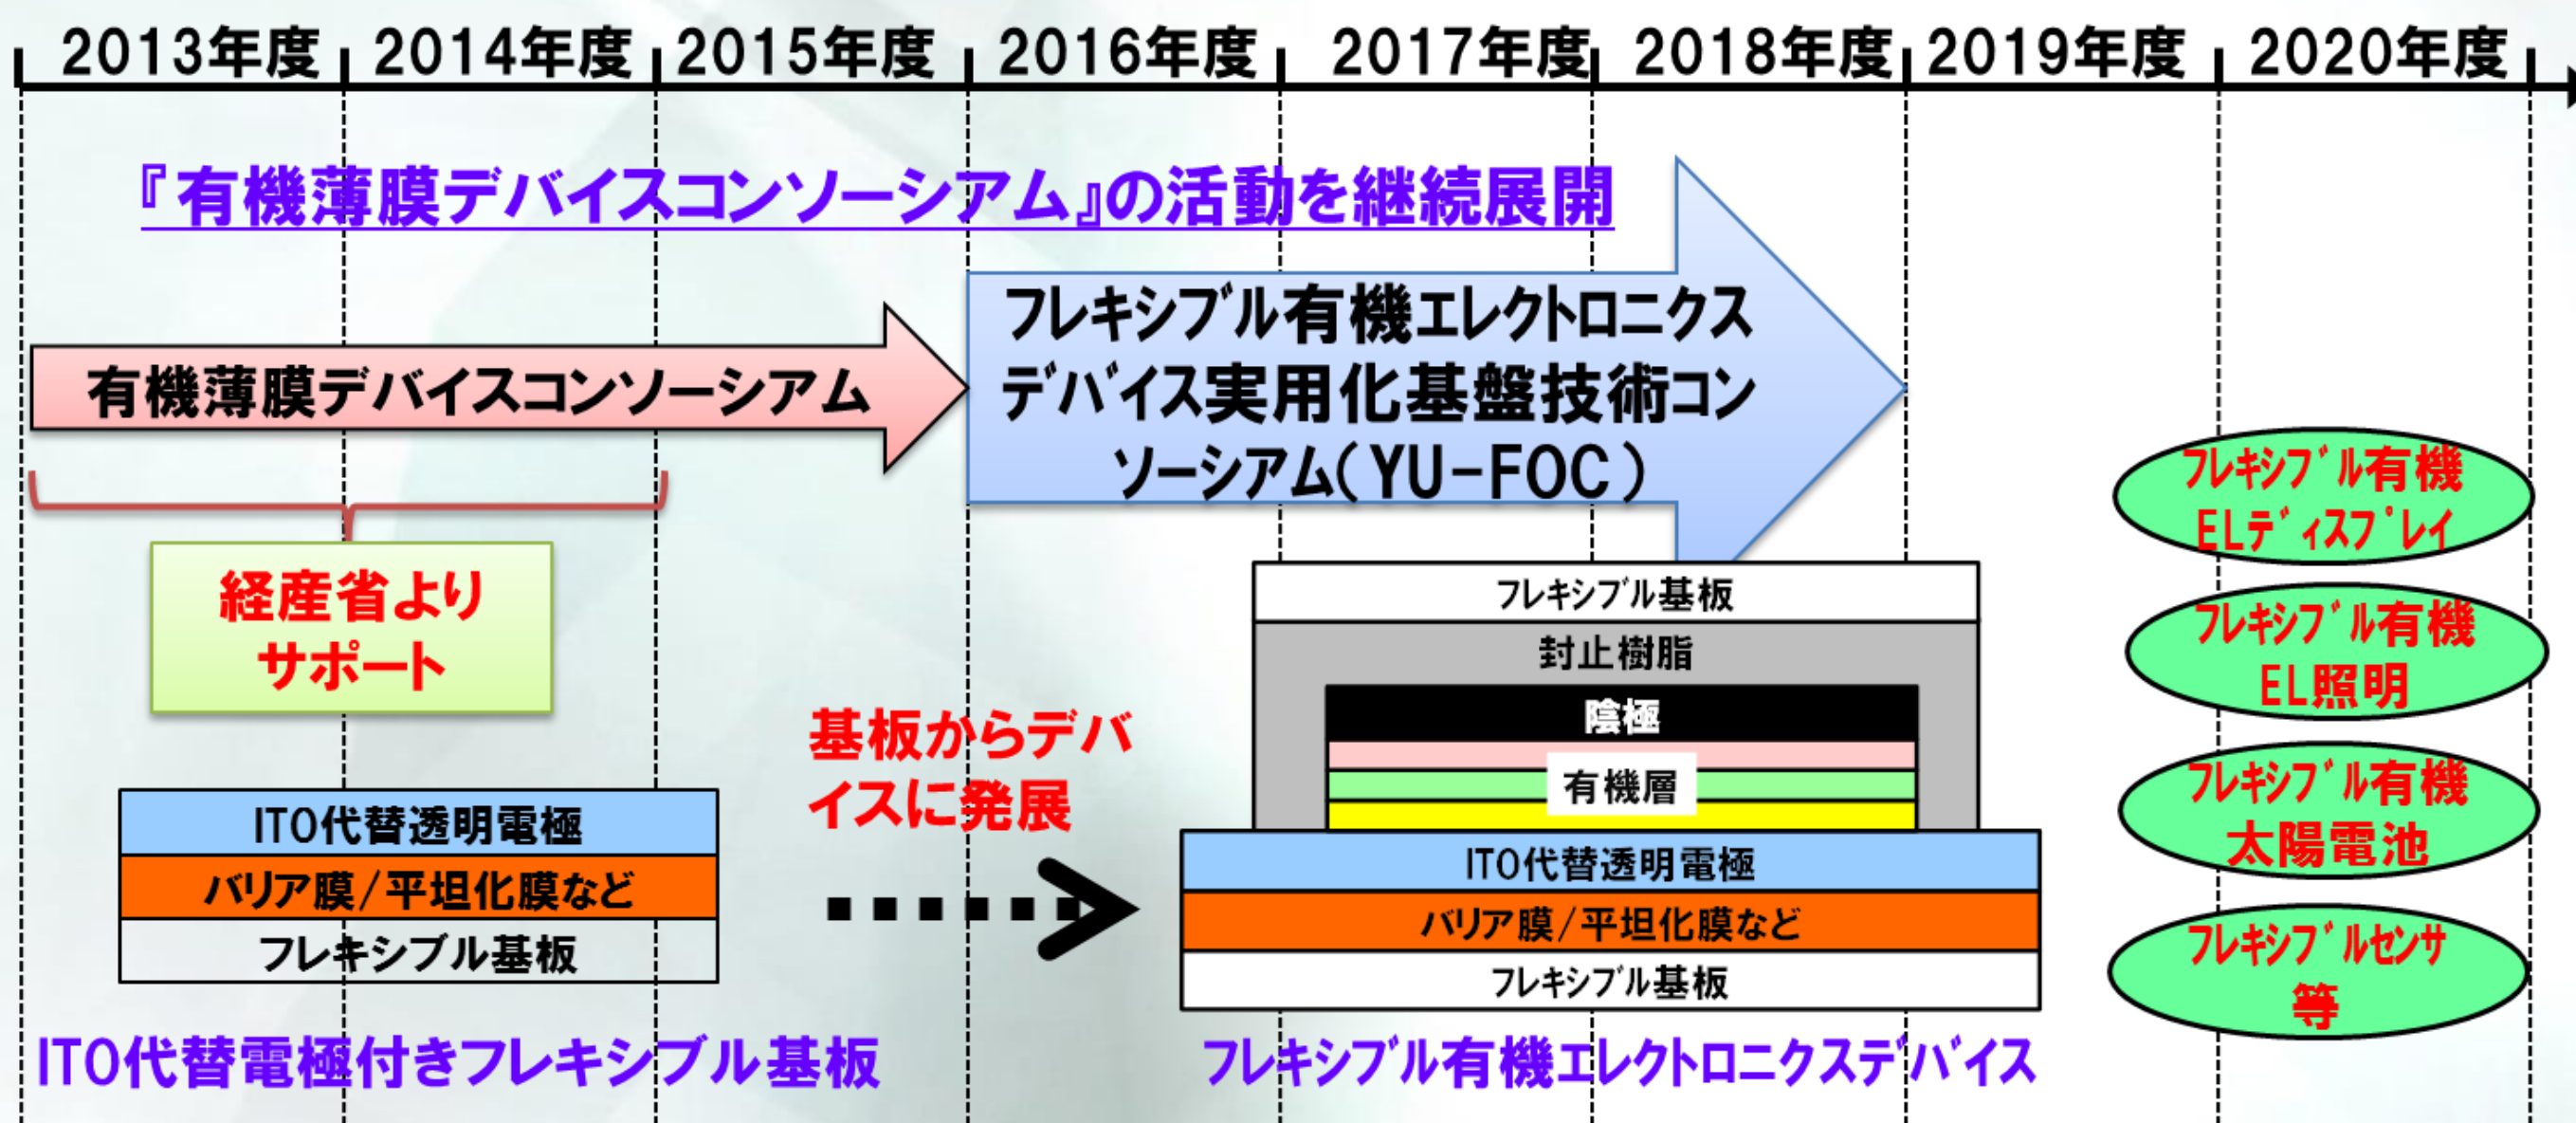 2013年度 2014年度 2015年度 2016年度 2017年度 2018年度 2019年度 2020年度
『有機薄膜デバイスコンソーシアム』の活動を継続展開
有機薄膜デバイスコンソーシアム
フレキシブル有機エレクトロニクス
デバイス実用化基盤技術コン
ソーシアム(YU-FOC)
経産省より
サポート
ITO代替透明電極
バリア膜/平坦化膜など
フレキシブル基板
ITO代替電極付きフレキシブル基板
基板からデバ
イスに発展
フレキシブル基板
封止樹脂
陰極
有機層
ITO代替透明電極
バリア膜/平坦化膜など
フレキシブル基板
フレキシブル有機エレクトロニクスデバイス
フレキシブル有機
ELディスプレイ
フレキシブル有機
EL照明
フレキシブル有機
太陽電池
フレキシブルセンサ
等